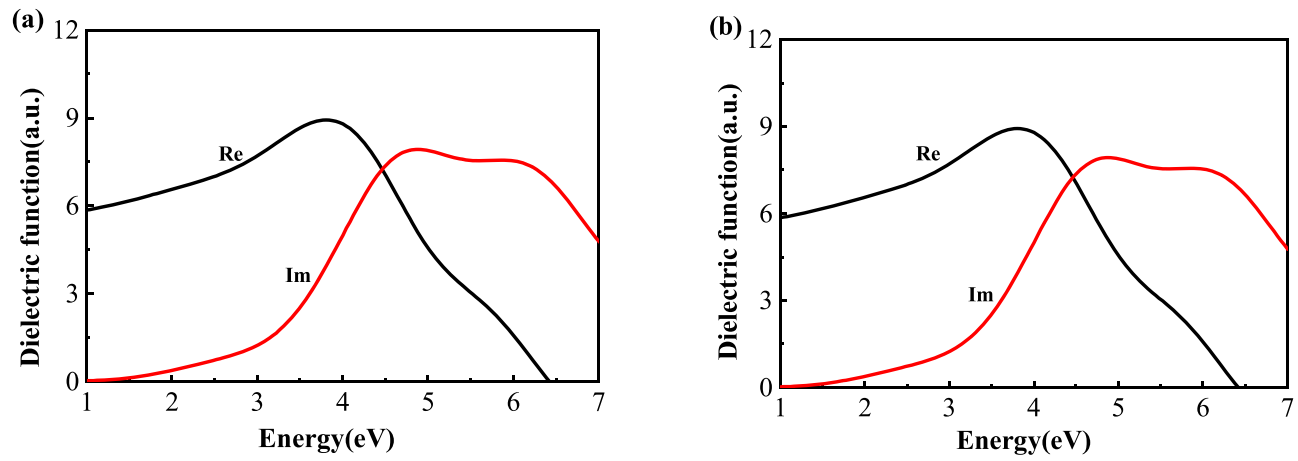 (a)
12
9
6
3
0
Dielectric function(a.u.)
Re
Im
1 2 3 4 5 6 7
Energy(eV)
(b)
12
9
6
3
0
Dielectric function(a.u.)
Re
Im
1 2 3 4 5 6 7
Energy(eV)